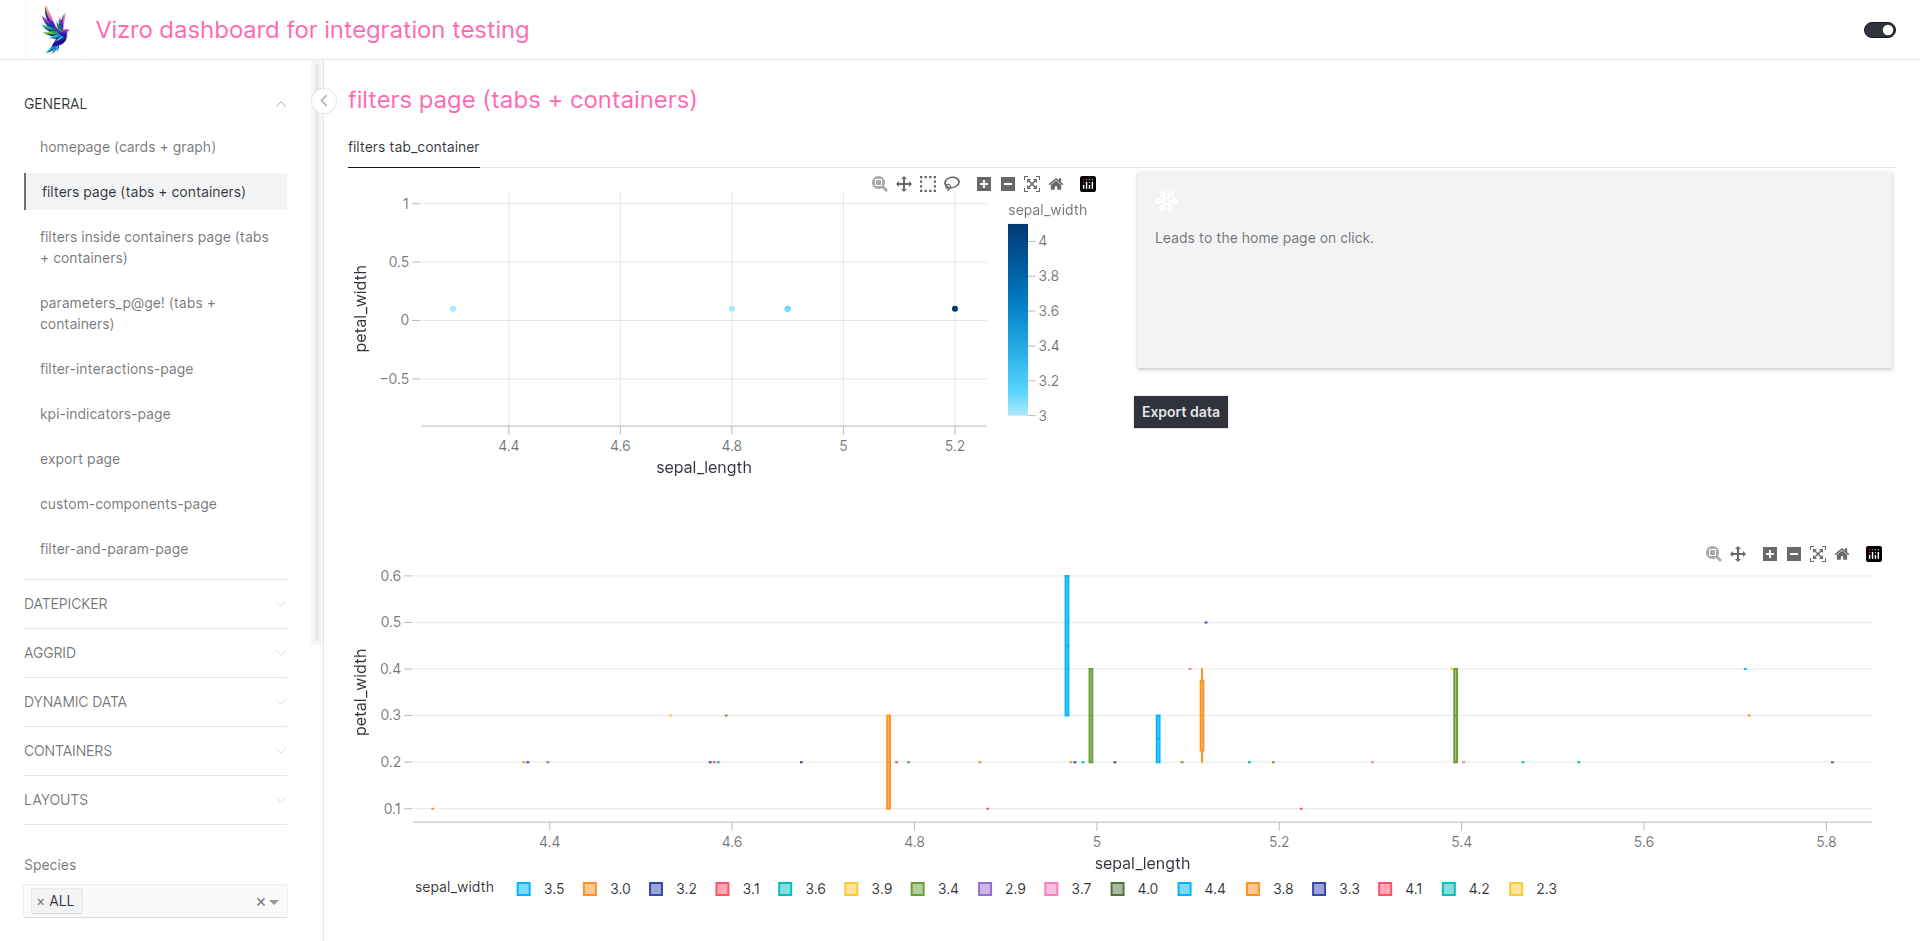 Vizro dashboard for integration testing
GENERAL
homepage (cards + graph)
filters page (tabs + containers)
filters inside containers page (tabs
+ containers)
parameters_p@ge! (tabs +
containers)
filter-interactions-page
kpi-indicators-page
export page
custom-components-page
filter-and-param-page
DATEPICKER
AGGRID
DYNAMIC DATA
CONTAINERS
LAYOUTS
Species
× ALL
filters page (tabs + containers)
filters tab_container
petal_width
1
0.5
0
−0.5
4.4 4.6 4.8 5 5.2
sepal_length
sepal_width
4
3.8
3.6
3.4
3.2
3
Leads to the home page on click.
Export data
petal_width
0.6
0.5
0.4
0.3
0.2
0.1
4.4 4.6 4.8 5 5.2 5.4 5.6 5.8
sepal_length
sepal_width 3.5 3.0 3.2 3.1 3.6 3.9 3.4 2.9 3.7 4.0 4.4 3.8 3.3 4.1 4.2 2.3